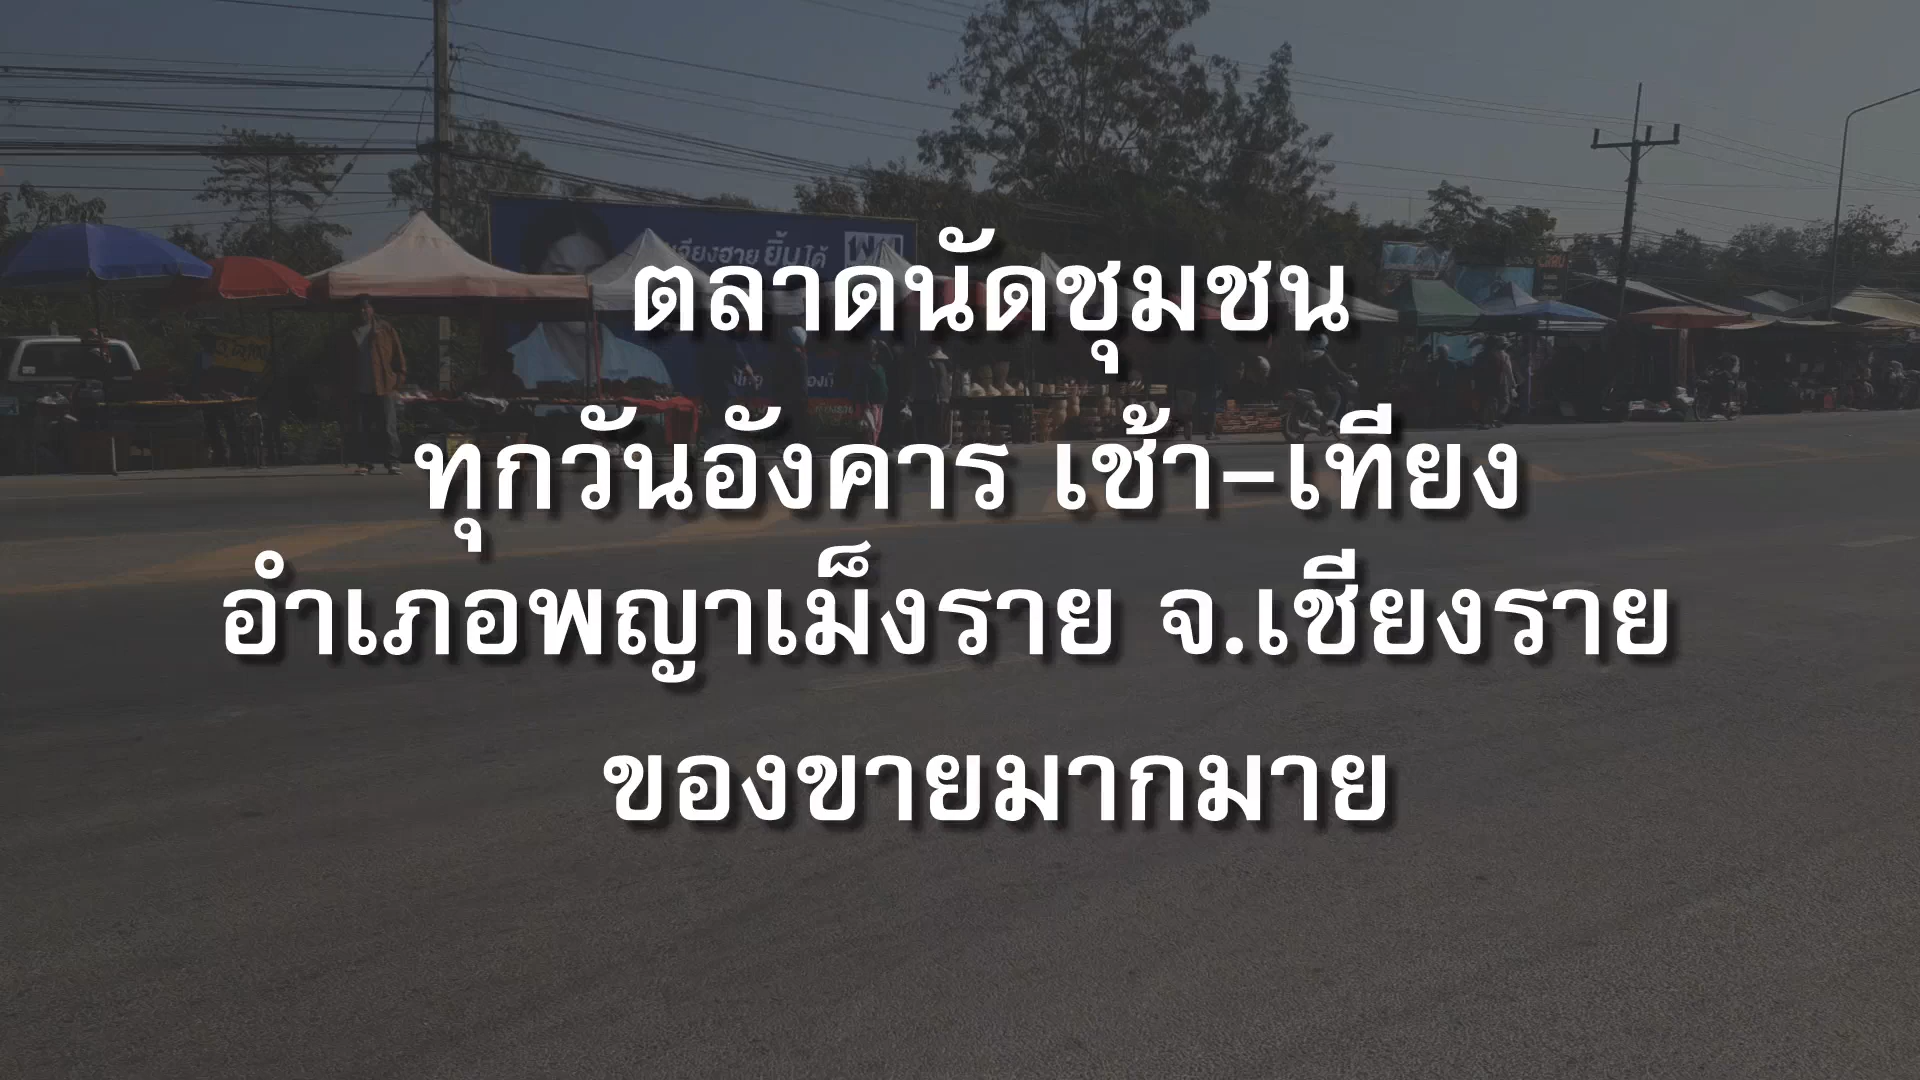 ตลาดนัดชุมชน
ทุกวันอังคาร เช้า-เที่ยง
อำเภอพญาเม็งราย จ.เชียงราย
ของขายมากมาย